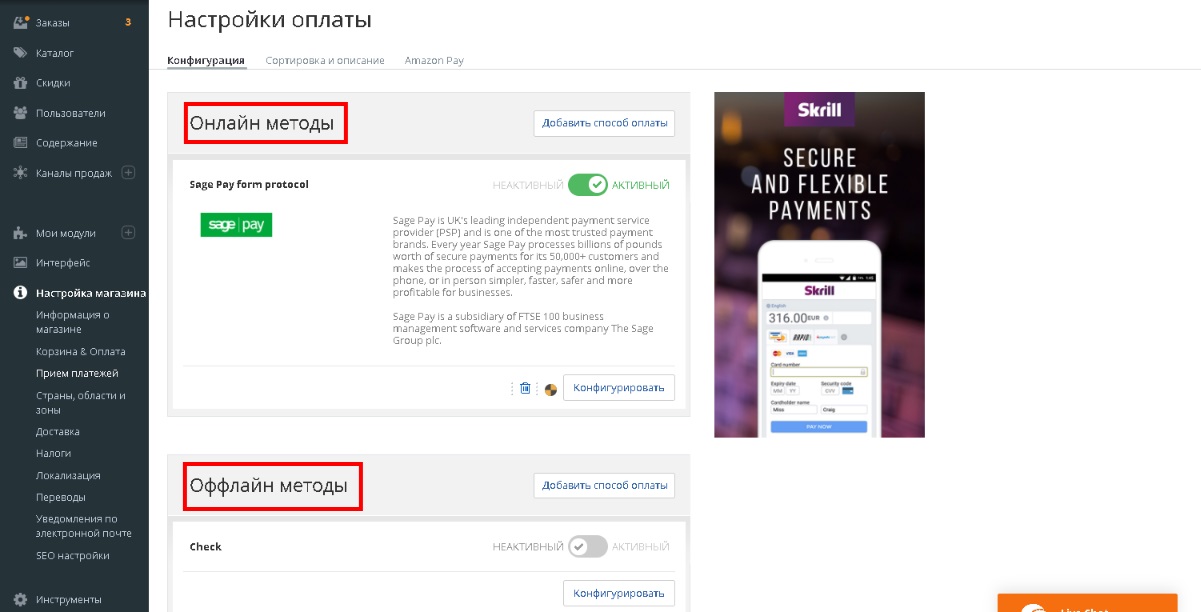 Заказы 3
Каталог
Скидки
Пользователи
Содержание
Каналы продаж
Мои модули
Интерфейс
Настройка магазина
Информация о
магазине
Корзина & Оплата
Прием платежей
Страны, области и
зоны
Доставка
Налоги
Локализация
Переводы
Уведомления по
электронной почте
SEO настройки
Инструменты
Настройки оплаты
Конфигурация Сортировка и описание Amazon Pay
Онлайн методы Добавить способ оплаты
Sage Pay form protocol НЕАКТИВНЫЙ АКТИВНЫЙ
sage pay
Sage Pay is UK's leading independent payment service
provider (PSP) and is one of the most trusted payment
brands. Every year Sage Pay processes billions of pounds
worth of secure payments for its 50,000+ customers and
makes the process of accepting payments online, over the
phone, or in person simpler, faster, safer and more
profitable for businesses.
Sage Pay is a subsidiary of FTSE 100 business
management software and services company The Sage
Group plc.
Конфигурировать
Оффлайн методы Добавить способ оплаты
Check НЕАКТИВНЫЙ АКТИВНЫЙ
Конфигурировать
Skrill
SECURE
AND FLEXIBLE
PAYMENTS
Skrill
English
316.00EUR
VISA
Card number
Expiry date Security code
MM YY CVV
Cardholder name
Miss Craig
PAY NOW
Live Chat